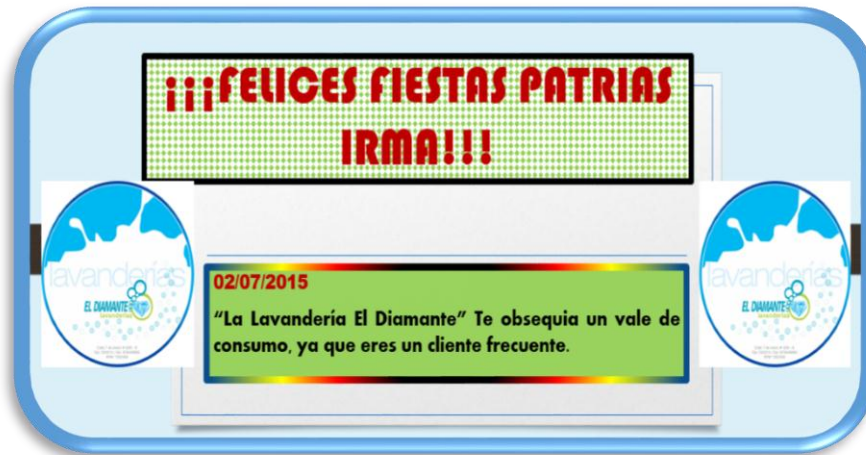 ¡¡¡FELICES FIESTAS PATRIAS
IRMA!!!
lavanderías
EL DIAMANTE
lavanderías
EL DIAMANTE
02/07/2015
“La Lavandería El Diamante” Te obsequia un vale de
consumo, ya que eres un cliente frecuente.